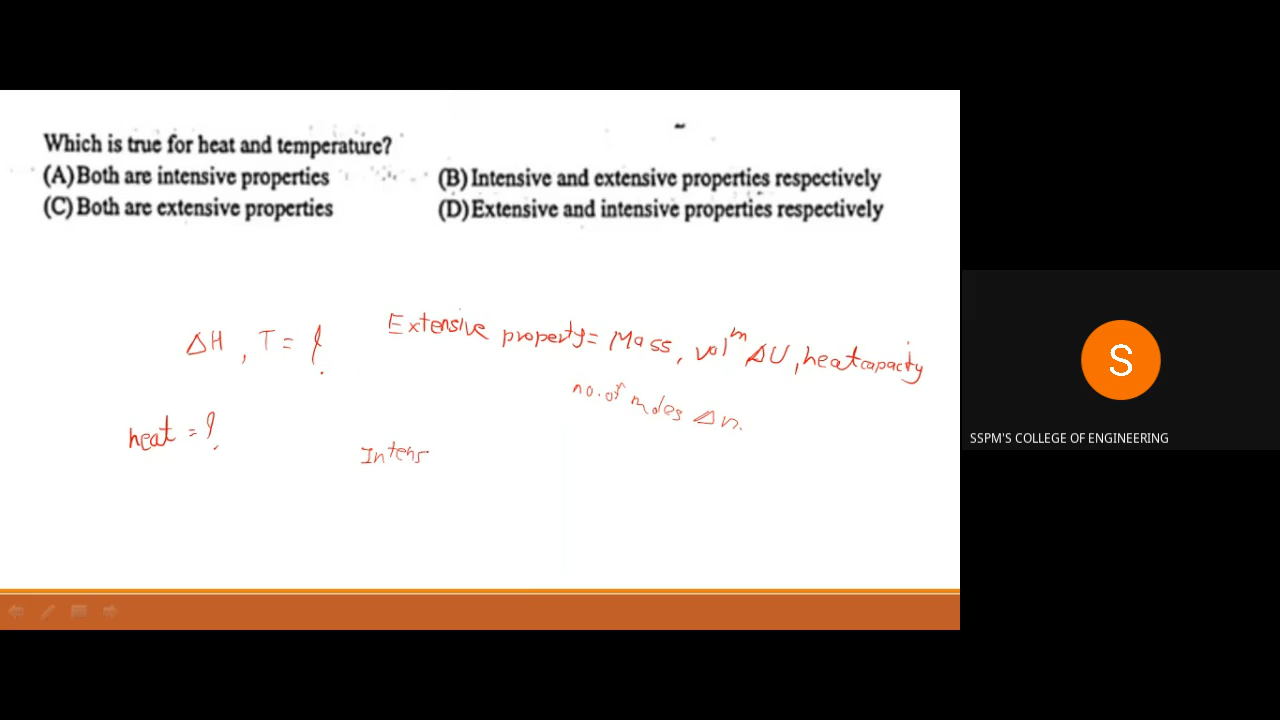 Which is true for heat and temperature?
(A) Both are intensive properties
(B) Intensive and extensive properties respectively
(C) Both are extensive properties
(D) Extensive and intensive properties respectively
ΔH , T = ?
Extensive property = Mass, volᵐ ΔU, heat capacity
no. of moles Δn.
heat = ?
Intens
S
SSPM'S COLLEGE OF ENGINEERING